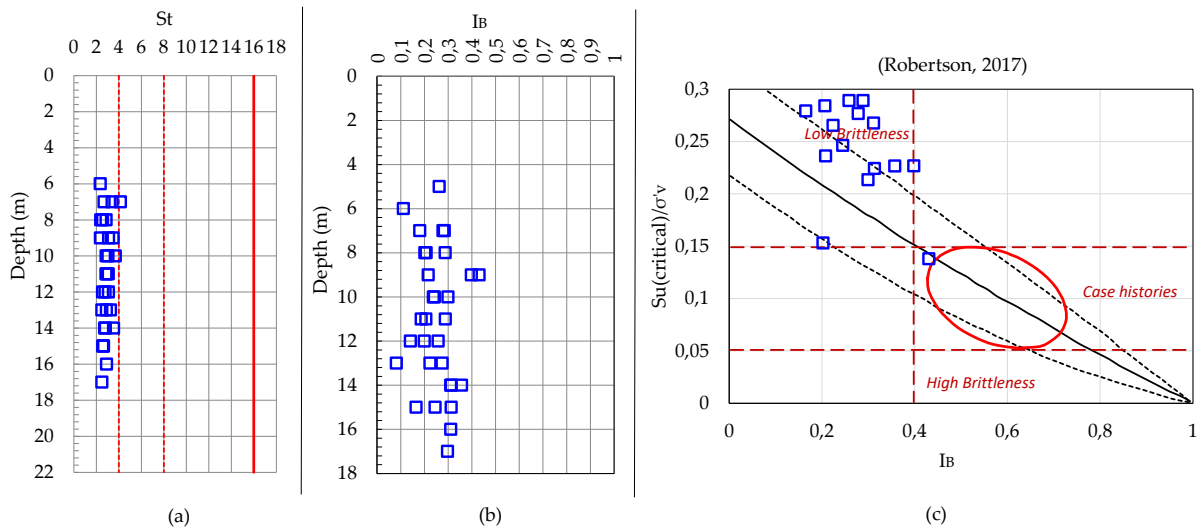 St
0 2 4 6 8 10 12 14 16 18
Depth (m)
0
2
4
6
8
10
12
14
16
18
20
22
(a)
IB
0 0,1 0,2 0,3 0,4 0,5 0,6 0,7 0,8 0,9 1
Depth (m)
0
2
4
6
8
10
12
14
16
18
(b)
(Robertson, 2017)
Su(critical)/σ'v
0,3
0,25
0,2
0,15
0,1
0,05
0
Low Brittleness
Case histories
High Brittleness
0 0,2 0,4 0,6 0,8 1
IB
(c)